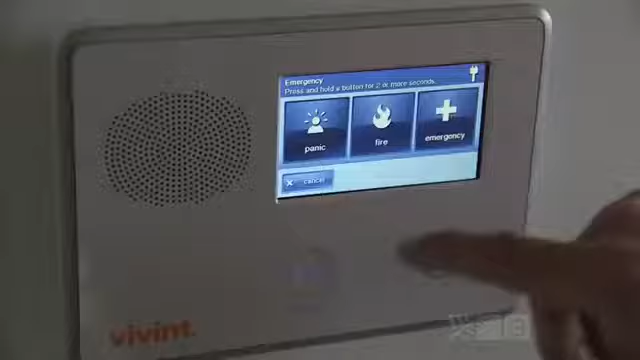 Emergency
Press and hold a button for 2 or more seconds.
panic
fire
emergency
cancel
vivint.